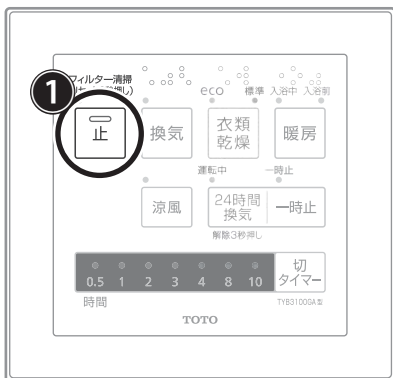 フィルター清掃
1
eco 標準 入浴中 入浴前
止 換気 衣類乾燥 暖房
運転中 一時止
涼風 24時間換気 一時止
解除3秒押し
0.5 1 2 3 4 8 10 切タイマー
時間 TYB3100GA型
TOTO